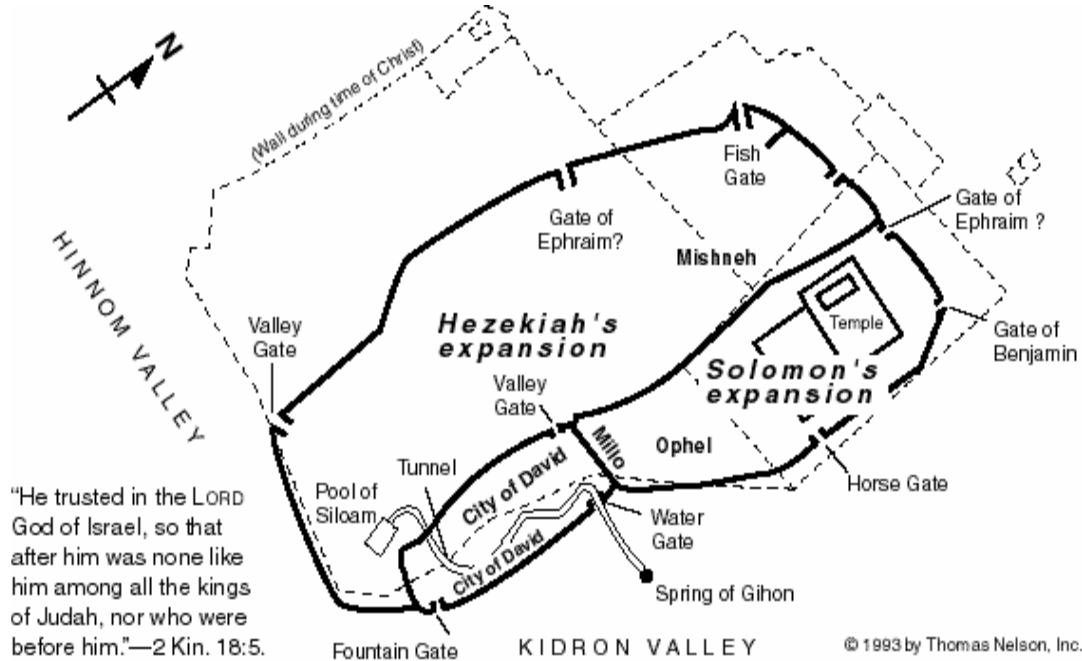 N
(Wall during time of Christ)
Fish
Gate
Gate of
Ephraim ?
Gate of
Ephraim?
Mishneh
HINNOM VALLEY
Hezekiah's
expansion
Temple
Valley
Gate
Gate of
Benjamin
Solomon's
expansion
Valley
Gate
Millo
Ophel
Tunnel
City of David
Horse Gate
Pool of
Siloam
Water
Gate
City of David
Spring of Gihon
"He trusted in the LORD
God of Israel, so that
after him was none like
him among all the kings
of Judah, nor who were
before him."—2 Kin. 18:5.
Fountain Gate
KIDRON VALLEY
© 1993 by Thomas Nelson, Inc.